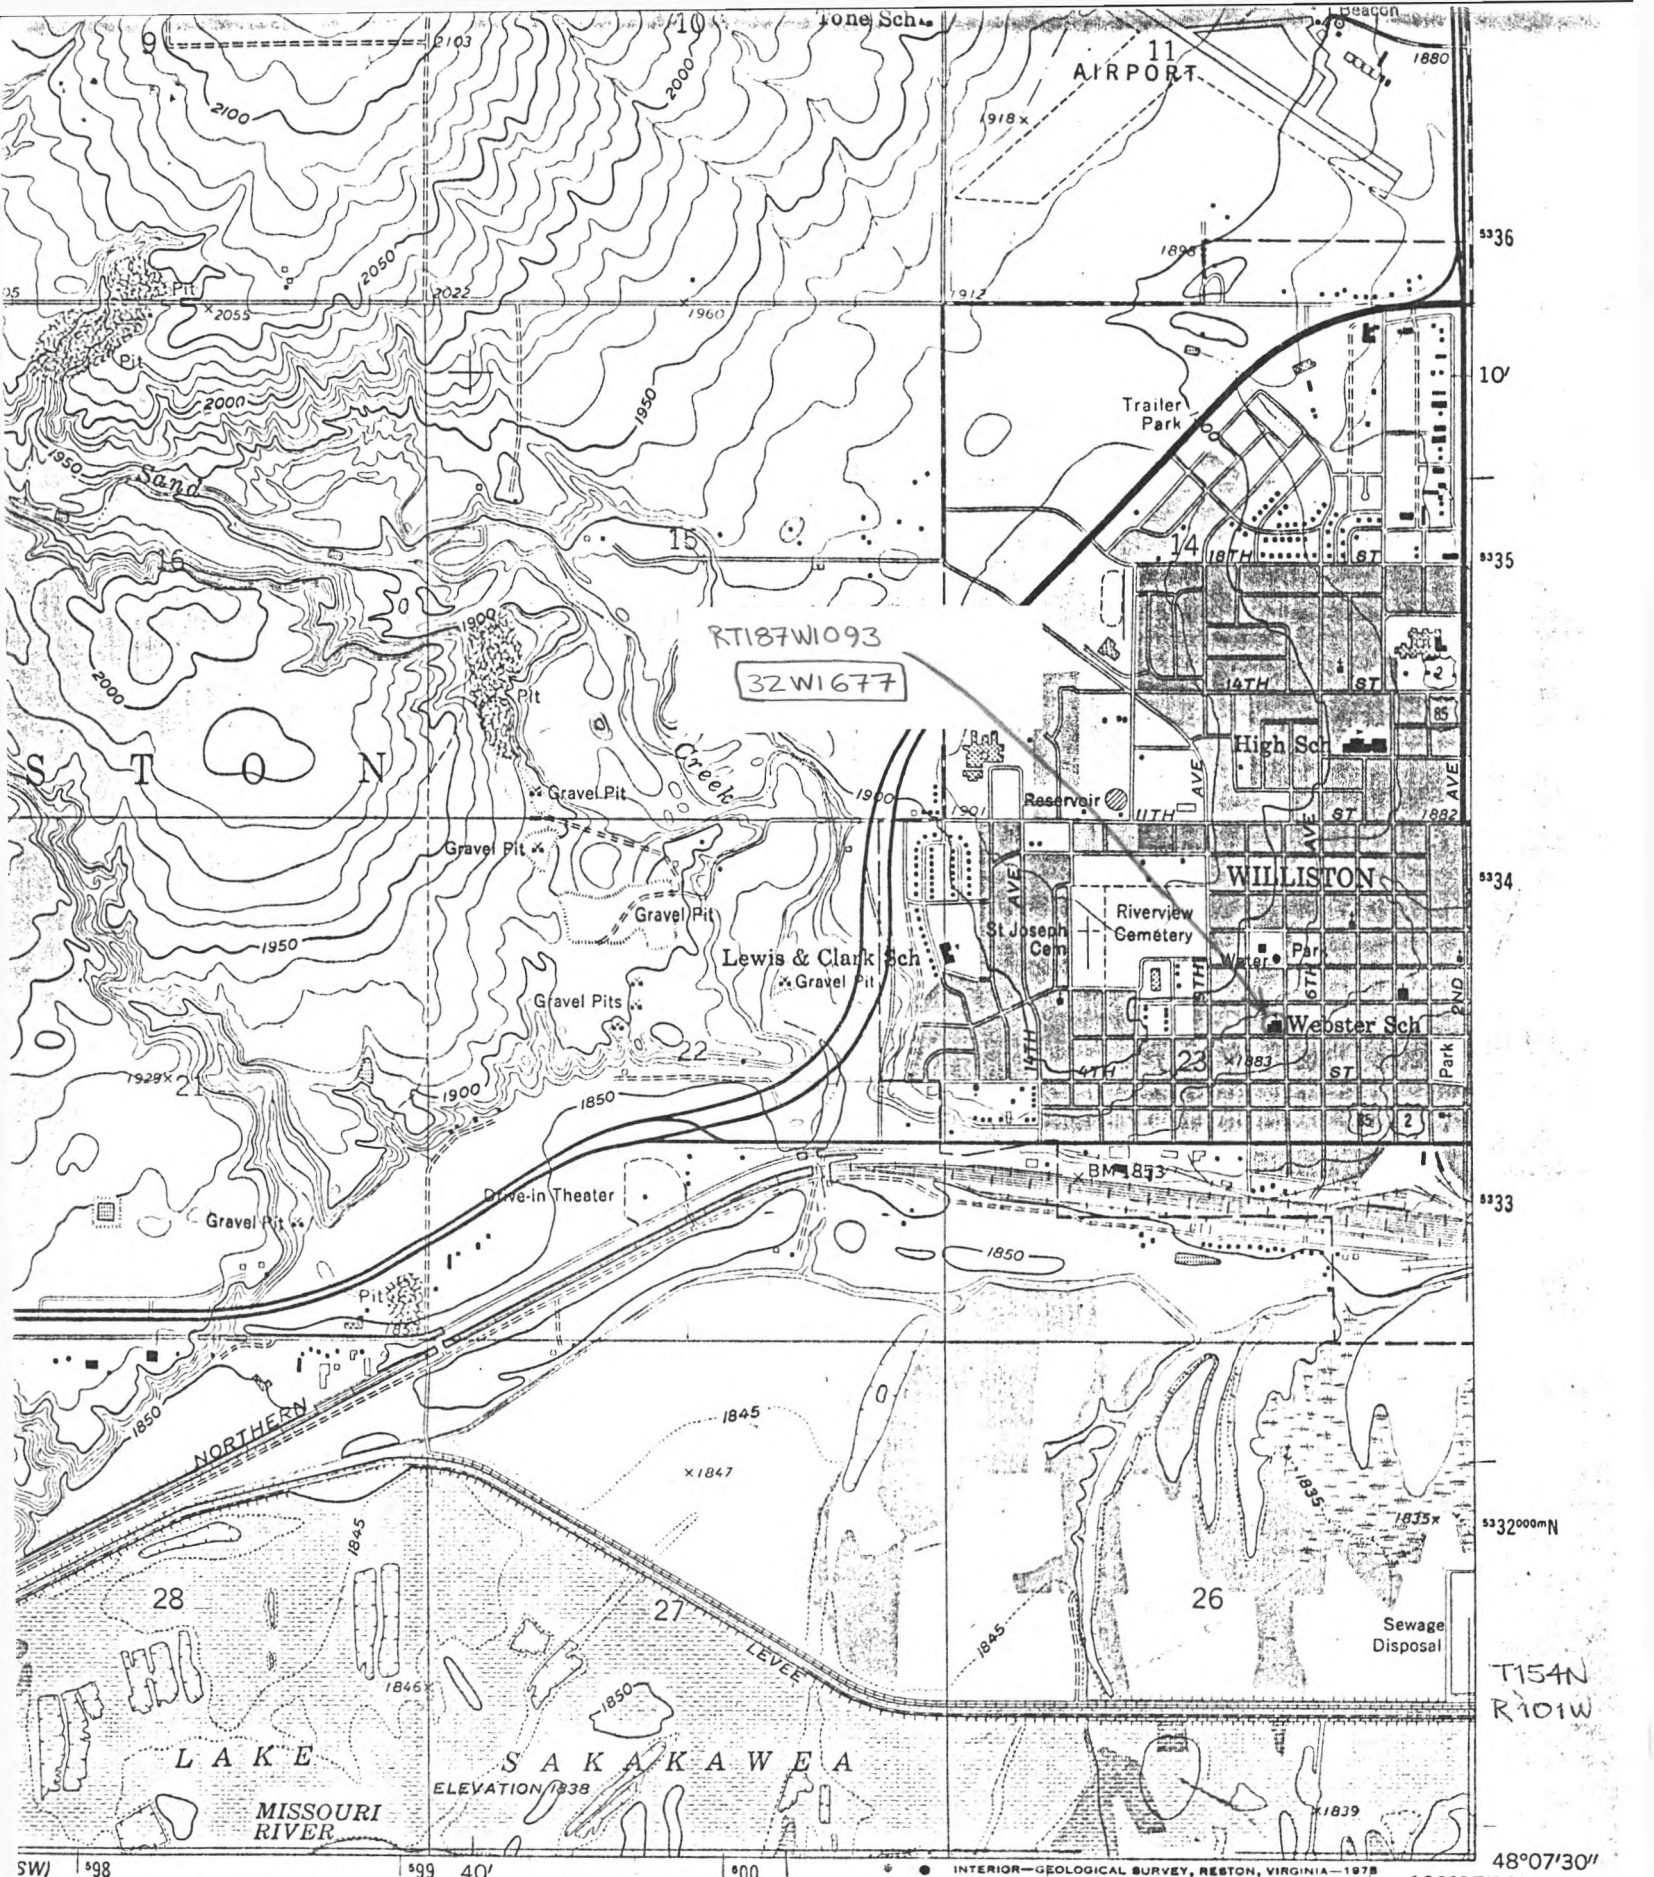 9
2103
10
Tone Sch
Beacon
11
AIRPORT
1880
2100
2000
1918×
2050
1898
5336
Pit
×2055
2022
1960
1912
Pit
2000
1950
Trailer
Park
10'
1950
Sand
16
15
14
18TH ST
5335
1900
RT187W1093
32W1677
2000
Pit
14TH ST
2
85
S T O N
Creek
High Sch
Gravel Pit
1900
1901
Reservoir
11TH
AVE
AVE
ST
AVE
1882
Gravel Pit
WILLISTON
5334
Gravel Pit
AVE
Riverview
Cemetery
St Joseph
Cem
1950
Lewis & Clark Sch
Gravel Pit
Water
Park
Gravel Pits
9TH
6TH
2ND
Webster Sch
22
14TH
4TH
23
×1883
ST
Park
1929×
21
1900
1850
85
2
BM 1853
×
Drive-in Theater
5333
Gravel Pit
1850
Pit
185
1850
NORTHERN
1845
×1847
1835
1835×
5332000mN
1845
28
27
26
Sewage
Disposal
1845
LEVEE
T154N
R101W
1846×
1850
LAKE SAKAKAWEA
ELEVATION 1838
MISSOURI
RIVER
×1839
48°07'30"
SW)
598
599
40'
600
INTERIOR—GEOLOGICAL SURVEY, RESTON, VIRGINIA—1978